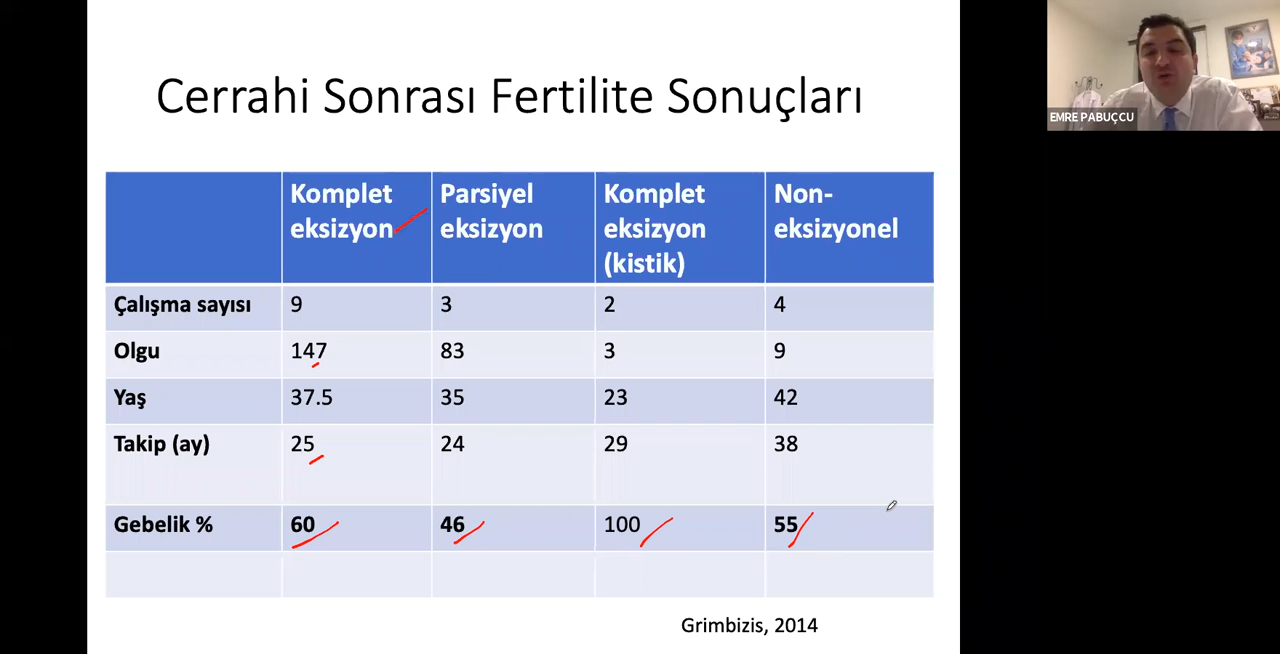 Cerrahi Sonrası Fertilite Sonuçları
EMRE PABUÇCU
Komplet eksizyon Parsiyel eksizyon Komplet eksizyon (kistik) Non-eksizyonel
Çalışma sayısı 9 3 2 4
Olgu 147 83 3 9
Yaş 37.5 35 23 42
Takip (ay) 25 24 29 38
Gebelik % 60 46 100 55
Grimbizis, 2014